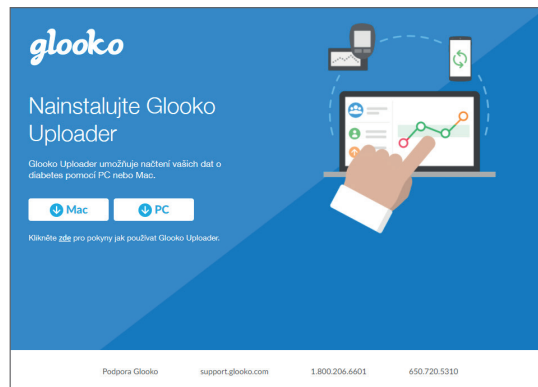 glooko
Nainstalujte Glooko
Uploader
Glooko Uploader umožňuje načtení vašich dat o
diabetes pomocí PC nebo Mac.
Mac PC
Klikněte zde pro pokyny jak používat Glooko Uploader.
Podpora Glooko support.glooko.com 1.800.206.6601 650.720.5310